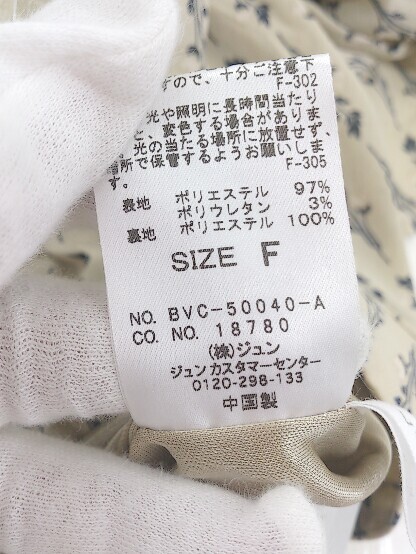 ずので、十分ご注意下
F-302
光や照明に長時間当たり
と、変色する場合がありま
光の当たる場所に放置せず、
所で保管するようお願いしま
す。
F-305
表地 ポリエステル 97%
ポリウレタン 3%
裏地 ポリエステル 100%
SIZE F
NO. BVC-50040-A
CO. NO. 18780
(株)ジュン
ジュンカスタマーセンター
0120-298-133
中国製